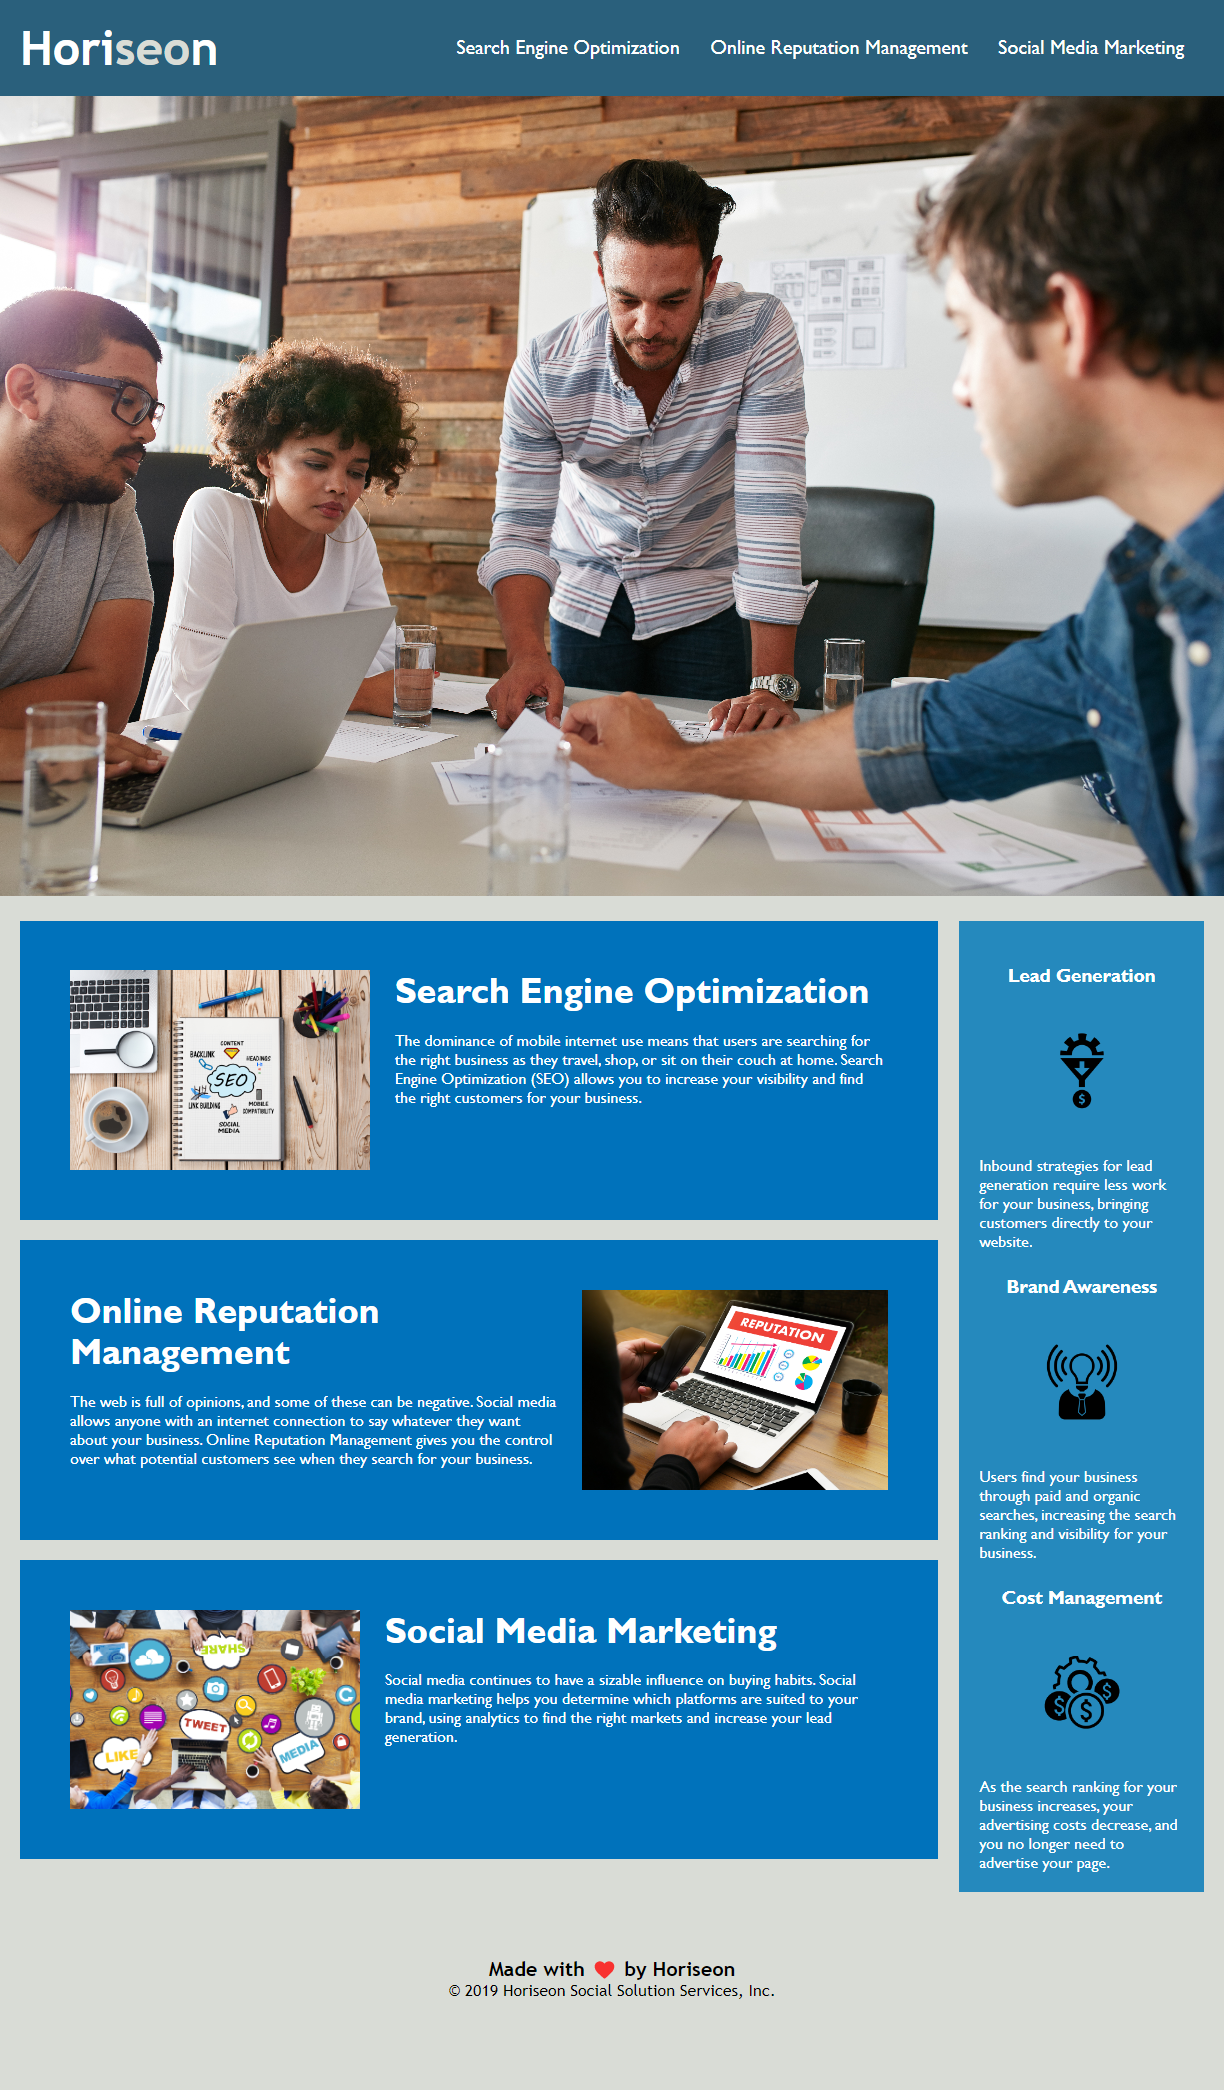 Horiseon
Search Engine Optimization
Online Reputation Management
Social Media Marketing
CONTENT
BACKLINK
HEADINGS
SEO
LINK BUILDING
MOBILE
COMPATIBILITY
SOCIAL
MEDIA
Search Engine Optimization
The dominance of mobile internet use means that users are searching for
the right business as they travel, shop, or sit on their couch at home. Search
Engine Optimization (SEO) allows you to increase your visibility and find
the right customers for your business.
Online Reputation
Management
The web is full of opinions, and some of these can be negative. Social media
allows anyone with an internet connection to say whatever they want
about your business. Online Reputation Management gives you the control
over what potential customers see when they search for your business.
REPUTATION
SHARE
TWEET
LIKE
MEDIA
Social Media Marketing
Social media continues to have a sizable influence on buying habits. Social
media marketing helps you determine which platforms are suited to your
brand, using analytics to find the right markets and increase your lead
generation.
Lead Generation
$
Inbound strategies for lead
generation require less work
for your business, bringing
customers directly to your
website.
Brand Awareness
Users find your business
through paid and organic
searches, increasing the search
ranking and visibility for your
business.
Cost Management
$ $ $
As the search ranking for your
business increases, your
advertising costs decrease, and
you no longer need to
advertise your page.
Made with ❤️ by Horiseon
© 2019 Horiseon Social Solution Services, Inc.